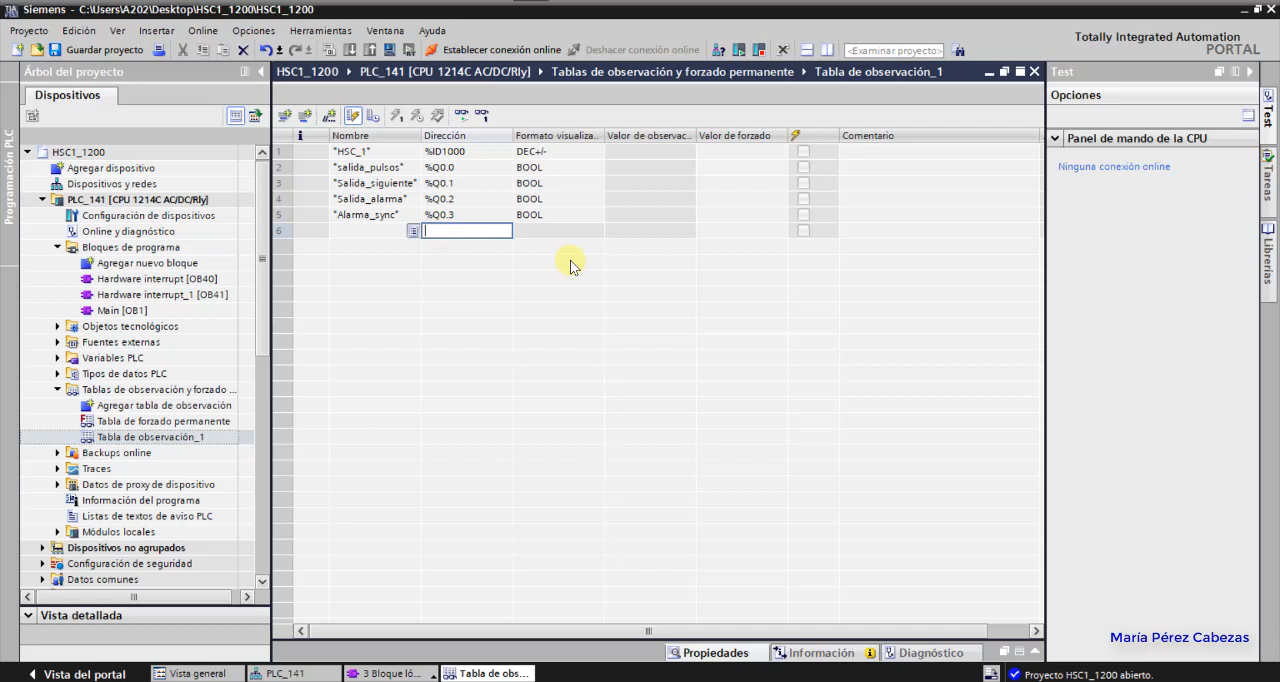 Siemens - C:\Users\A202\Desktop\HSC1_1200\HSC1_1200
Proyecto Edición Ver Insertar Online Opciones Herramientas Ventana Ayuda
Totally Integrated Automation
PORTAL
Guardar proyecto Establecer conexión online Deshacer conexión online <Examinar proyecto>
Árbol del proyecto
HSC1_1200 PLC_141 [CPU 1214C AC/DC/Rly] Tablas de observación y forzado permanente Tabla de observación_1
Test
Dispositivos
Opciones
Programación PLC
Nombre Dirección Formato visualiza.. Valor de observac.. Valor de forzado Comentario
1 "HSC_1" %ID1000 DEC+/-
2 "salida_pulsos" %Q0.0 BOOL
3 "Salida_siguiente" %Q0.1 BOOL
4 "Salida_alarma" %Q0.2 BOOL
5 "Alarma_sync" %Q0.3 BOOL
6
HSC1_1200
Agregar dispositivo
Dispositivos y redes
PLC_141 [CPU 1214C AC/DC/Rly]
Configuración de dispositivos
Online y diagnóstico
Bloques de programa
Agregar nuevo bloque
Hardware interrupt [OB40]
Hardware interrupt_1 [OB41]
Main [OB1]
Objetos tecnológicos
Fuentes externas
Variables PLC
Tipos de datos PLC
Tablas de observación y forzado ...
Agregar tabla de observación
Tabla de forzado permanente
Tabla de observación_1
Backups online
Traces
Datos de proxy de dispositivo
Información del programa
Listas de textos de aviso PLC
Módulos locales
Dispositivos no agrupados
Configuración de seguridad
Datos comunes
Vista detallada
Panel de mando de la CPU
Ninguna conexión online
Test
Tareas
Librerías
María Pérez Cabezas
Propiedades Información Diagnóstico
Vista del portal Vista general PLC_141 3 Bloque ló... Tabla de obs... Proyecto HSC1_1200 abierto.